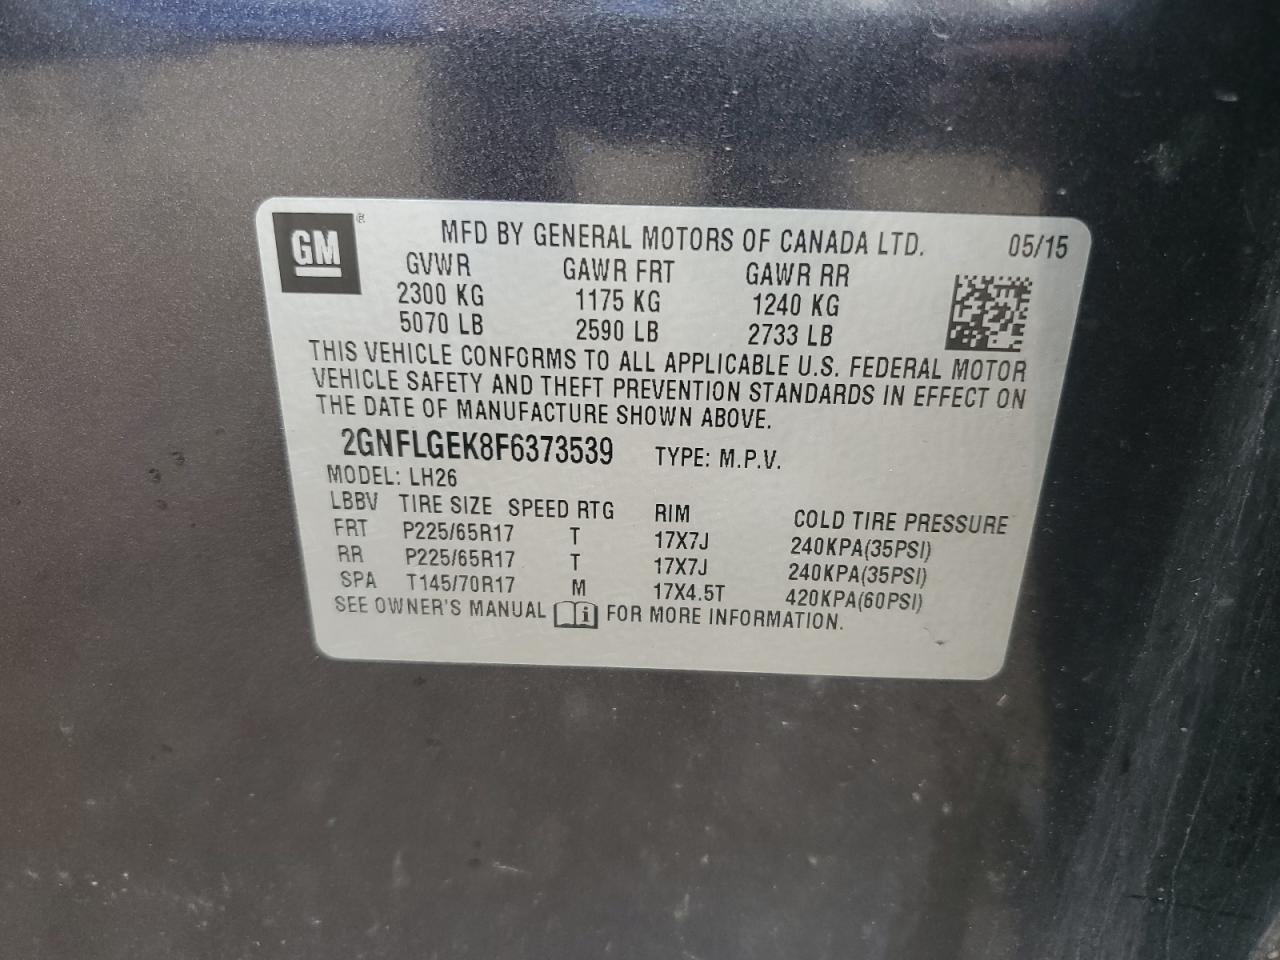 GM ®
MFD BY GENERAL MOTORS OF CANADA LTD. 05/15
GVWR GAWR FRT GAWR RR
2300 KG 1175 KG 1240 KG
5070 LB 2590 LB 2733 LB
THIS VEHICLE CONFORMS TO ALL APPLICABLE U.S. FEDERAL MOTOR
VEHICLE SAFETY AND THEFT PREVENTION STANDARDS IN EFFECT ON
THE DATE OF MANUFACTURE SHOWN ABOVE.
2GNFLGEK8F6373539 TYPE: M.P.V.
MODEL: LH26
LBBV TIRE SIZE SPEED RTG RIM COLD TIRE PRESSURE
FRT P225/65R17 T 17X7J 240KPA(35PSI)
RR P225/65R17 T 17X7J 240KPA(35PSI)
SPA T145/70R17 M 17X4.5T 420KPA(60PSI)
SEE OWNER'S MANUAL i FOR MORE INFORMATION.